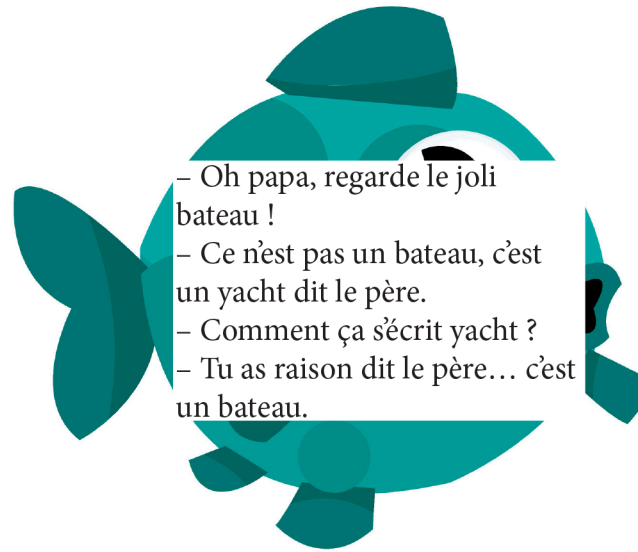 – Oh papa, regarde le joli
bateau !
– Ce n'est pas un bateau, c'est
un yacht dit le père.
– Comment ça s'écrit yacht ?
– Tu as raison dit le père… c'est
un bateau.